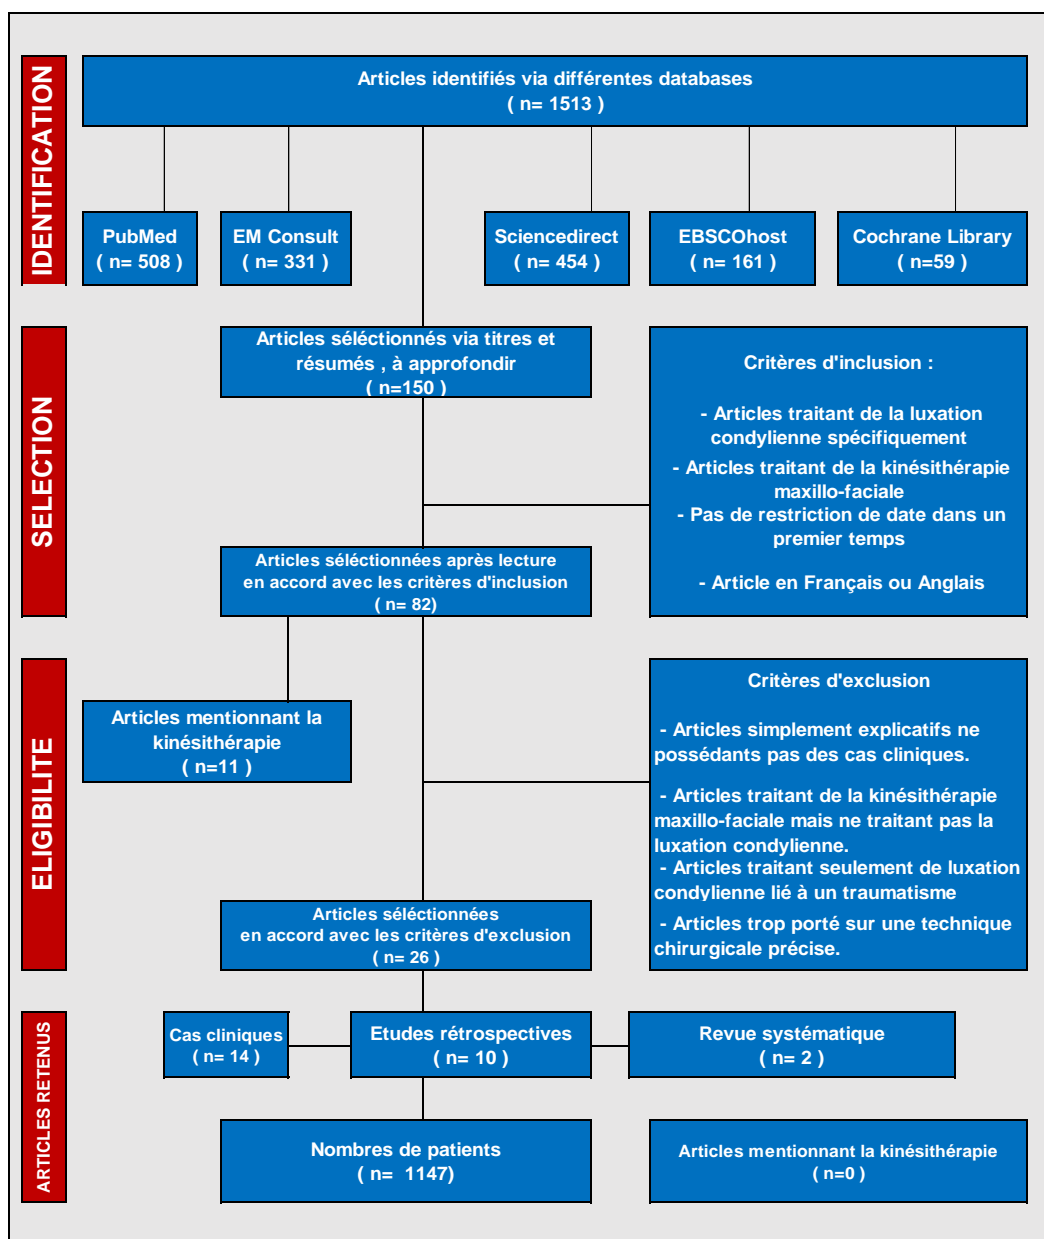 IDENTIFICATION
Articles identifiés via différentes databases
( n= 1513 )
PubMed
( n= 508 )
EM Consult
( n= 331 )
Sciencedirect
( n= 454 )
EBSCOhost
( n= 161 )
Cochrane Library
( n=59 )
SELECTION
Articles séléctionnés via titres et
résumés , à approfondir
( n=150 )
Critères d'inclusion :
- Articles traitant de la luxation
condylienne spécifiquement
- Articles traitant de la kinésithérapie
maxillo-faciale
- Pas de restriction de date dans un
premier temps
- Article en Français ou Anglais
Articles séléctionnées après lecture
en accord avec les critères d'inclusion
( n= 82)
ELIGIBILITE
Articles mentionnant la
kinésithérapie
( n=11 )
Critères d'exclusion
- Articles simplement explicatifs ne
possédants pas des cas cliniques.
- Articles traitant de la kinésithérapie
maxillo-faciale mais ne traitant pas la
luxation condylienne.
- Articles traitant seulement de luxation
condylienne lié à un traumatisme
- Articles trop porté sur une technique
chirurgicale précise.
Articles séléctionnées
en accord avec les critères d'exclusion
( n= 26 )
ARTICLES RETENUS
Cas cliniques
( n= 14 )
Etudes rétrospectives
( n= 10 )
Revue systématique
( n= 2 )
Nombres de patients
( n=  1147)
Articles mentionnant la kinésithérapie
( n=0 )